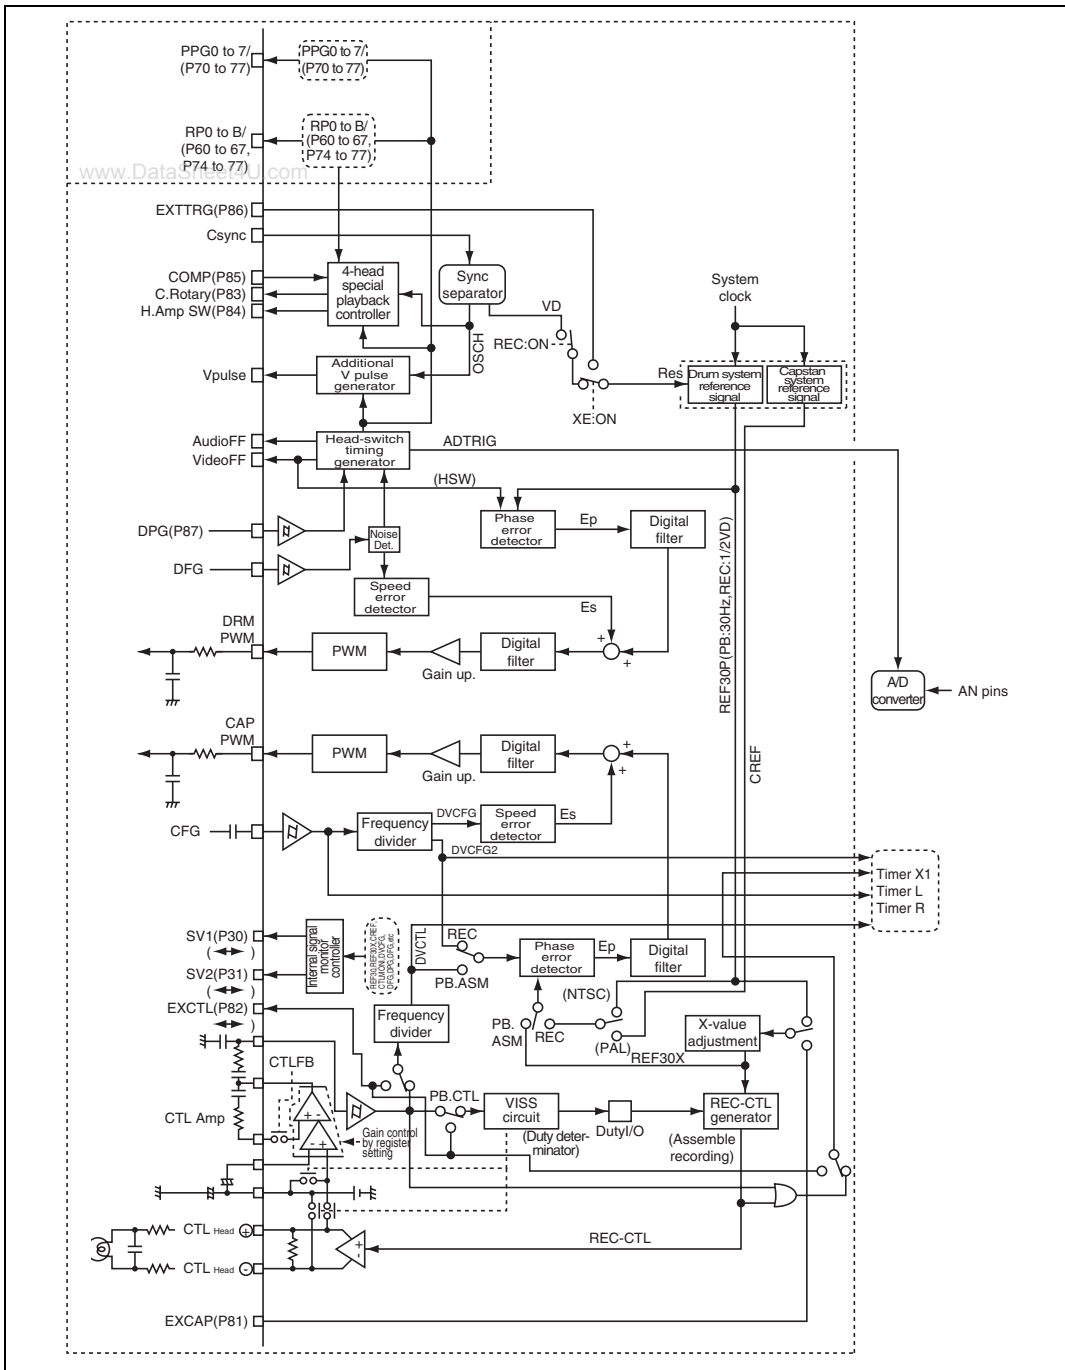 PPG0 to 7/
(P70 to 77)
PPG0 to 7/
(P70 to 77)
RP0 to B/
(P60 to 67,
P74 to 77)
RP0 to B/
(P60 to 67,
P74 to 77)
www.DataSheet4U.com
EXTTRG(P86)
Csync
COMP(P85)
C.Rotary(P83)
H.Amp SW(P84)
4-head
special
playback
controller
Sync
separator
System
clock
VD
REC:ON
OSCH
Vpulse
Additional
V pulse
generator
Res
Drum system
reference
signal
Capstan
system
reference
signal
XE:ON
AudioFF
VideoFF
Head-switch
timing
generator
ADTRIG
(HSW)
DPG(P87)
Noise
Det.
Phase
error
detector
Ep
Digital
filter
DFG
Speed
error
detector
Es
REF30P(PB:30Hz,REC:1/2VD)
DRM
PWM
PWM
Gain up.
Digital
filter
+
+
A/D
converter
AN pins
CAP
PWM
PWM
Gain up.
Digital
filter
+
+
CREF
CFG
Frequency
divider
DVCFG
Speed
error
detector
Es
DVCFG2
Timer X1
Timer L
Timer R
SV1(P30)
( )
SV2(P31)
( )
Internal signal
monitor
controller
REF30,REF30X,CREF,
CTLMONI,DVCFG,
DFG,DPG,DFG,etc
DVCTL
REC
PB.ASM
Phase
error
detector
Ep
Digital
filter
EXCTL(P82)
( )
Frequency
divider
(NTSC)
PB.
ASM
REC
(PAL)
REF30X
X-value
adjustment
CTLFB
PB.CTL
VISS
circuit
(Duty deter-
minator)
DutyI/O
REC-CTL
generator
(Assemble
recording)
CTL Amp
+ -
- +
Gain control
by register
setting
CTL Head +
+
-
REC-CTL
CTL Head -
EXCAP(P81)